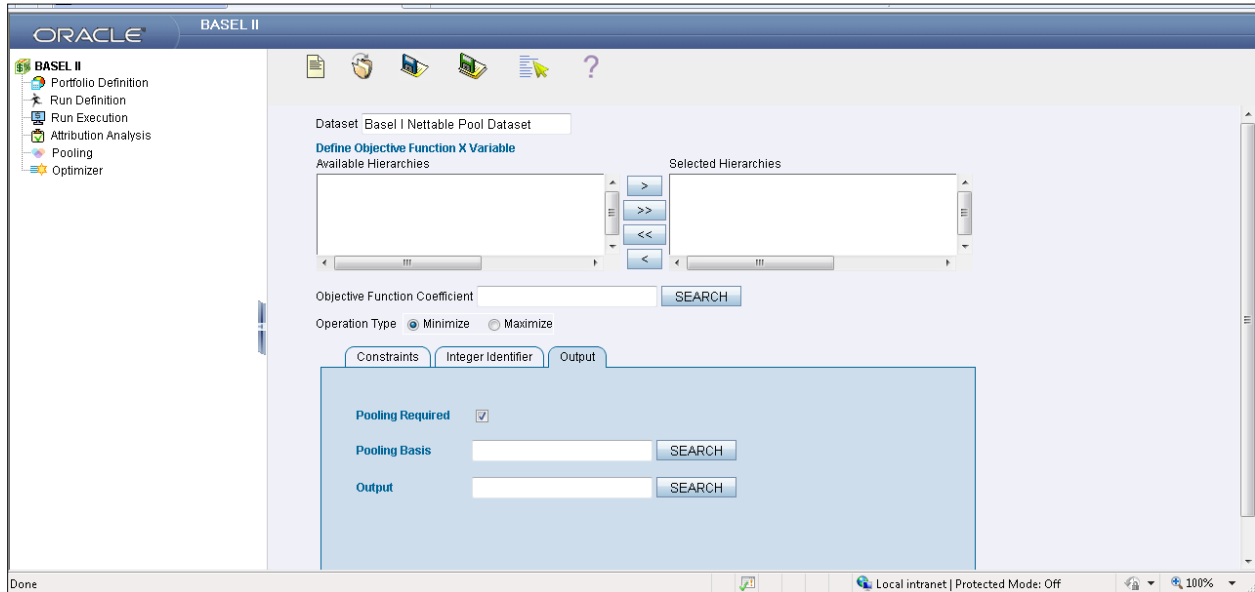 ORACLE
BASEL II
BASEL II
Portfolio Definition
Run Definition
Run Execution
Attribution Analysis
Pooling
Optimizer
?
Dataset Basel I Nettable Pool Dataset
Define Objective Function X Variable
Available Hierarchies Selected Hierarchies
>
>>
<<
<
Objective Function Coefficient SEARCH
Operation Type Minimize Maximize
Constraints Integer Identifier Output
Pooling Required
Pooling Basis SEARCH
Output SEARCH
Done Local intranet | Protected Mode: Off 100%